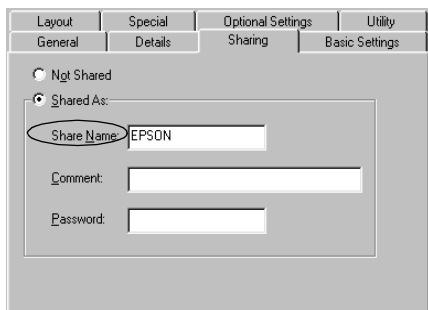 Layout Special Optional Settings Utility
General Details Sharing Basic Settings
Not Shared
Shared As:
Share Name: EPSON
Comment:
Password: